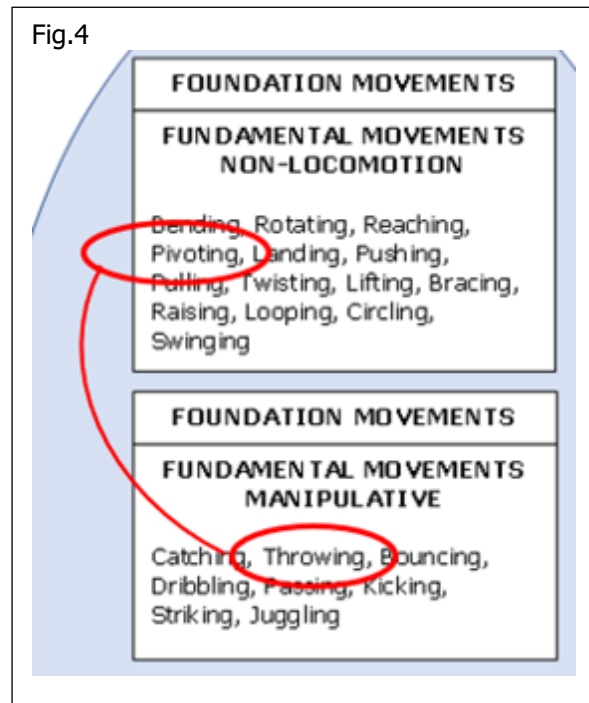 Fig.4
FOUNDATION MOVEMENTS
FUNDAMENTAL MOVEMENTS
NON-LOCOMOTION
Bending, Rotating, Reaching,
Pivoting, Landing, Pushing,
Pulling, Twisting, Lifting, Bracing,
Raising, Looping, Circling,
Swinging
FOUNDATION MOVEMENTS
FUNDAMENTAL MOVEMENTS
MANIPULATIVE
Catching, Throwing, Bouncing,
Dribbling, Passing, Kicking,
Striking, Juggling